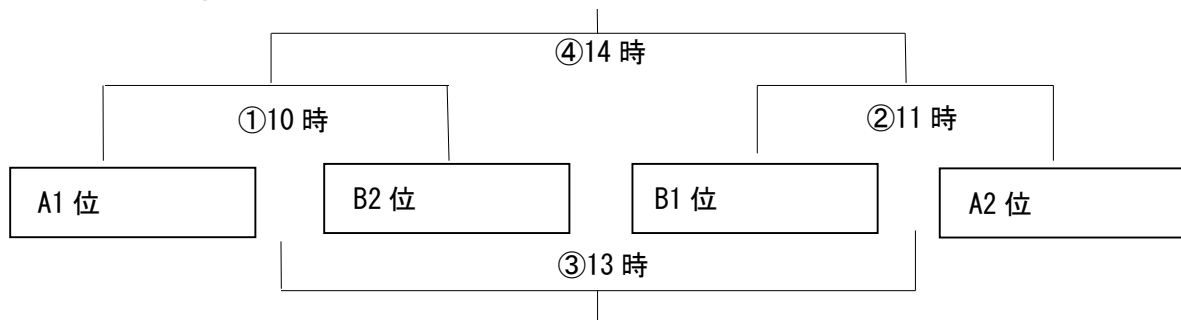 ④14 時
①10 時
②11 時
A1 位
B2 位
B1 位
A2 位
③13 時